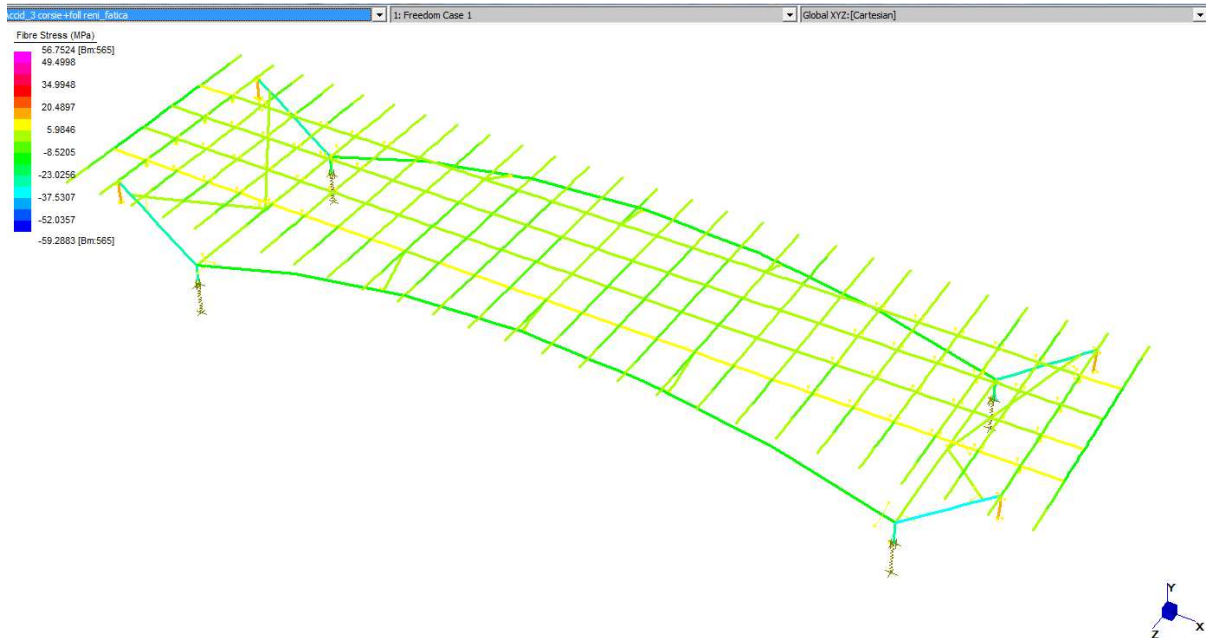 accid_3 corsie+foll reni_fatica
1: Freedom Case 1
Global XYZ:[Cartesian]
Fibre Stress (MPa)
56.7524 [Bm:565]
49.4998
34.9948
20.4897
5.9846
-8.5205
-23.0256
-37.5307
-52.0357
-59.2883 [Bm:565]
Y
Z
X